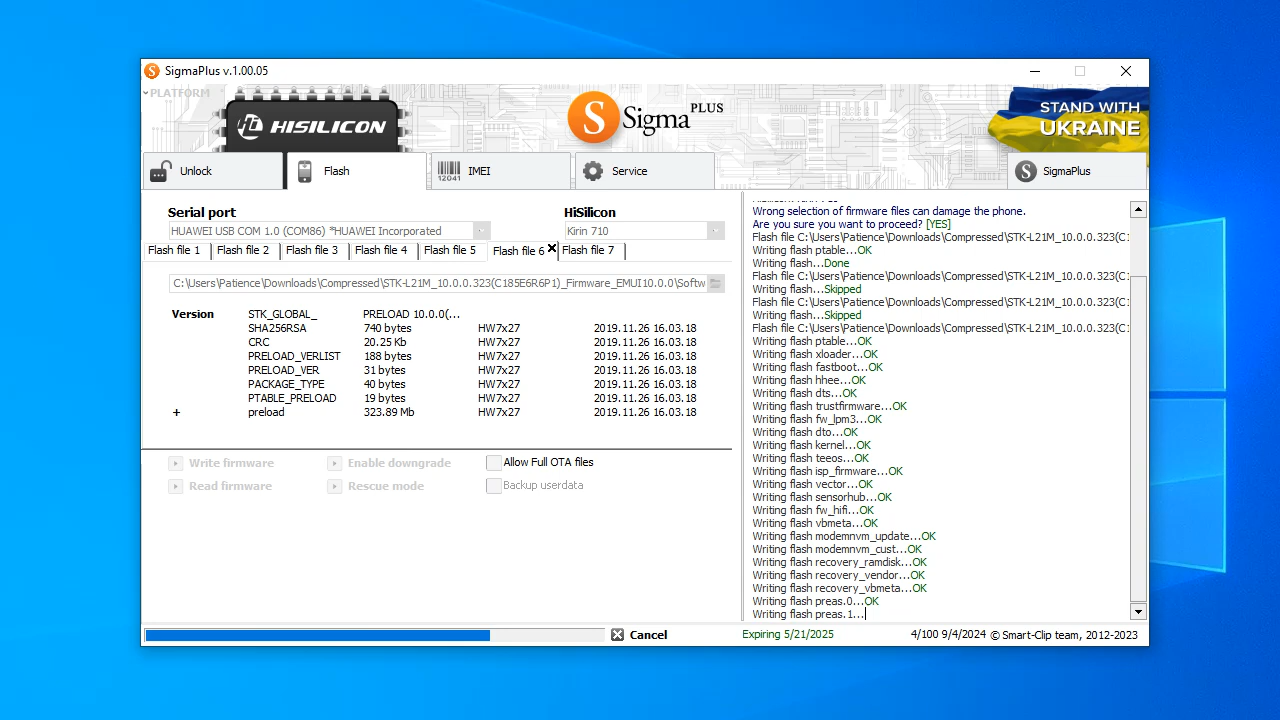 SigmaPlus v.1.00.05
PLATFORM
HISILICON
S Sigma PLUS
STAND WITH
UKRAINE
Unlock
Flash
12041 IMEI
Service
S SigmaPlus
Serial port
HiSilicon
HUAWEI USB COM 1.0 (COM86) *HUAWEI Incorporated
Kirin 710
Flash file 1 Flash file 2 Flash file 3 Flash file 4 Flash file 5 Flash file 6 Flash file 7
C:\Users\Patience\Downloads\Compressed\STK-L21M_10.0.0.323(C185E6R6P1)_Firmware_EMUI10.0.0\Softw
Version STK_GLOBAL_ PRELOAD 10.0.0(...
SHA256RSA 740 bytes HW7x27 2019.11.26 16.03.18
CRC 20.25 Kb HW7x27 2019.11.26 16.03.18
PRELOAD_VERLIST 188 bytes HW7x27 2019.11.26 16.03.18
PRELOAD_VER 31 bytes HW7x27 2019.11.26 16.03.18
PACKAGE_TYPE 40 bytes HW7x27 2019.11.26 16.03.18
PTABLE_PRELOAD 19 bytes HW7x27 2019.11.26 16.03.18
+ preload 323.89 Mb HW7x27 2019.11.26 16.03.18
Write firmware Enable downgrade Allow Full OTA files
Read firmware Rescue mode Backup userdata
Wrong selection of firmware files can damage the phone.
Are you sure you want to proceed? [YES]
Flash file C:\Users\Patience\Downloads\Compressed\STK-L21M_10.0.0.323(C1
Writing flash ptable...OK
Writing flash...Done
Flash file C:\Users\Patience\Downloads\Compressed\STK-L21M_10.0.0.323(C1
Writing flash...Skipped
Flash file C:\Users\Patience\Downloads\Compressed\STK-L21M_10.0.0.323(C1
Writing flash...Skipped
Flash file C:\Users\Patience\Downloads\Compressed\STK-L21M_10.0.0.323(C1
Writing flash ptable...OK
Writing flash xloader...OK
Writing flash fastboot...OK
Writing flash hhee...OK
Writing flash dts...OK
Writing flash trustfirmware...OK
Writing flash fw_lpm3...OK
Writing flash dto...OK
Writing flash kernel...OK
Writing flash teeos...OK
Writing flash isp_firmware...OK
Writing flash vector...OK
Writing flash sensorhub...OK
Writing flash fw_hifi...OK
Writing flash vbmeta...OK
Writing flash modemnvm_update...OK
Writing flash modemnvm_cust...OK
Writing flash recovery_ramdisk...OK
Writing flash recovery_vendor...OK
Writing flash recovery_vbmeta...OK
Writing flash preas.0...OK
Writing flash preas.1...
Cancel
Expiring 5/21/2025
4/100 9/4/2024 © Smart-Clip team, 2012-2023